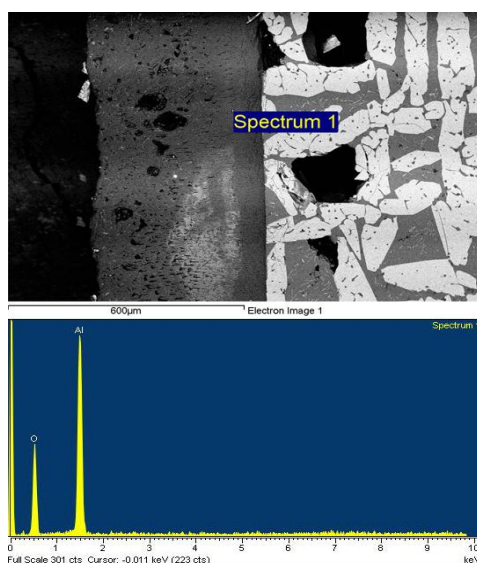 Spectrum 1
600µm
Electron Image 1
Spectrum
Al
O
0 1 2 3 4 5 6 7 8 9 10
Full Scale 301 cts Cursor: -0.011 keV (223 cts)
keV